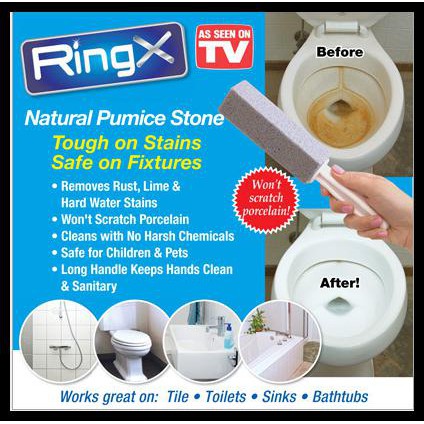 RingX
AS SEEN ON
TV
Before
Natural Pumice Stone
Tough on Stains
Safe on Fixtures
• Removes Rust, Lime &
Hard Water Stains
• Won't Scratch Porcelain
• Cleans with No Harsh Chemicals
• Safe for Children & Pets
• Long Handle Keeps Hands Clean
& Sanitary
Won't
scratch
porcelain!
After!
Works great on: Tile • Toilets • Sinks • Bathtubs